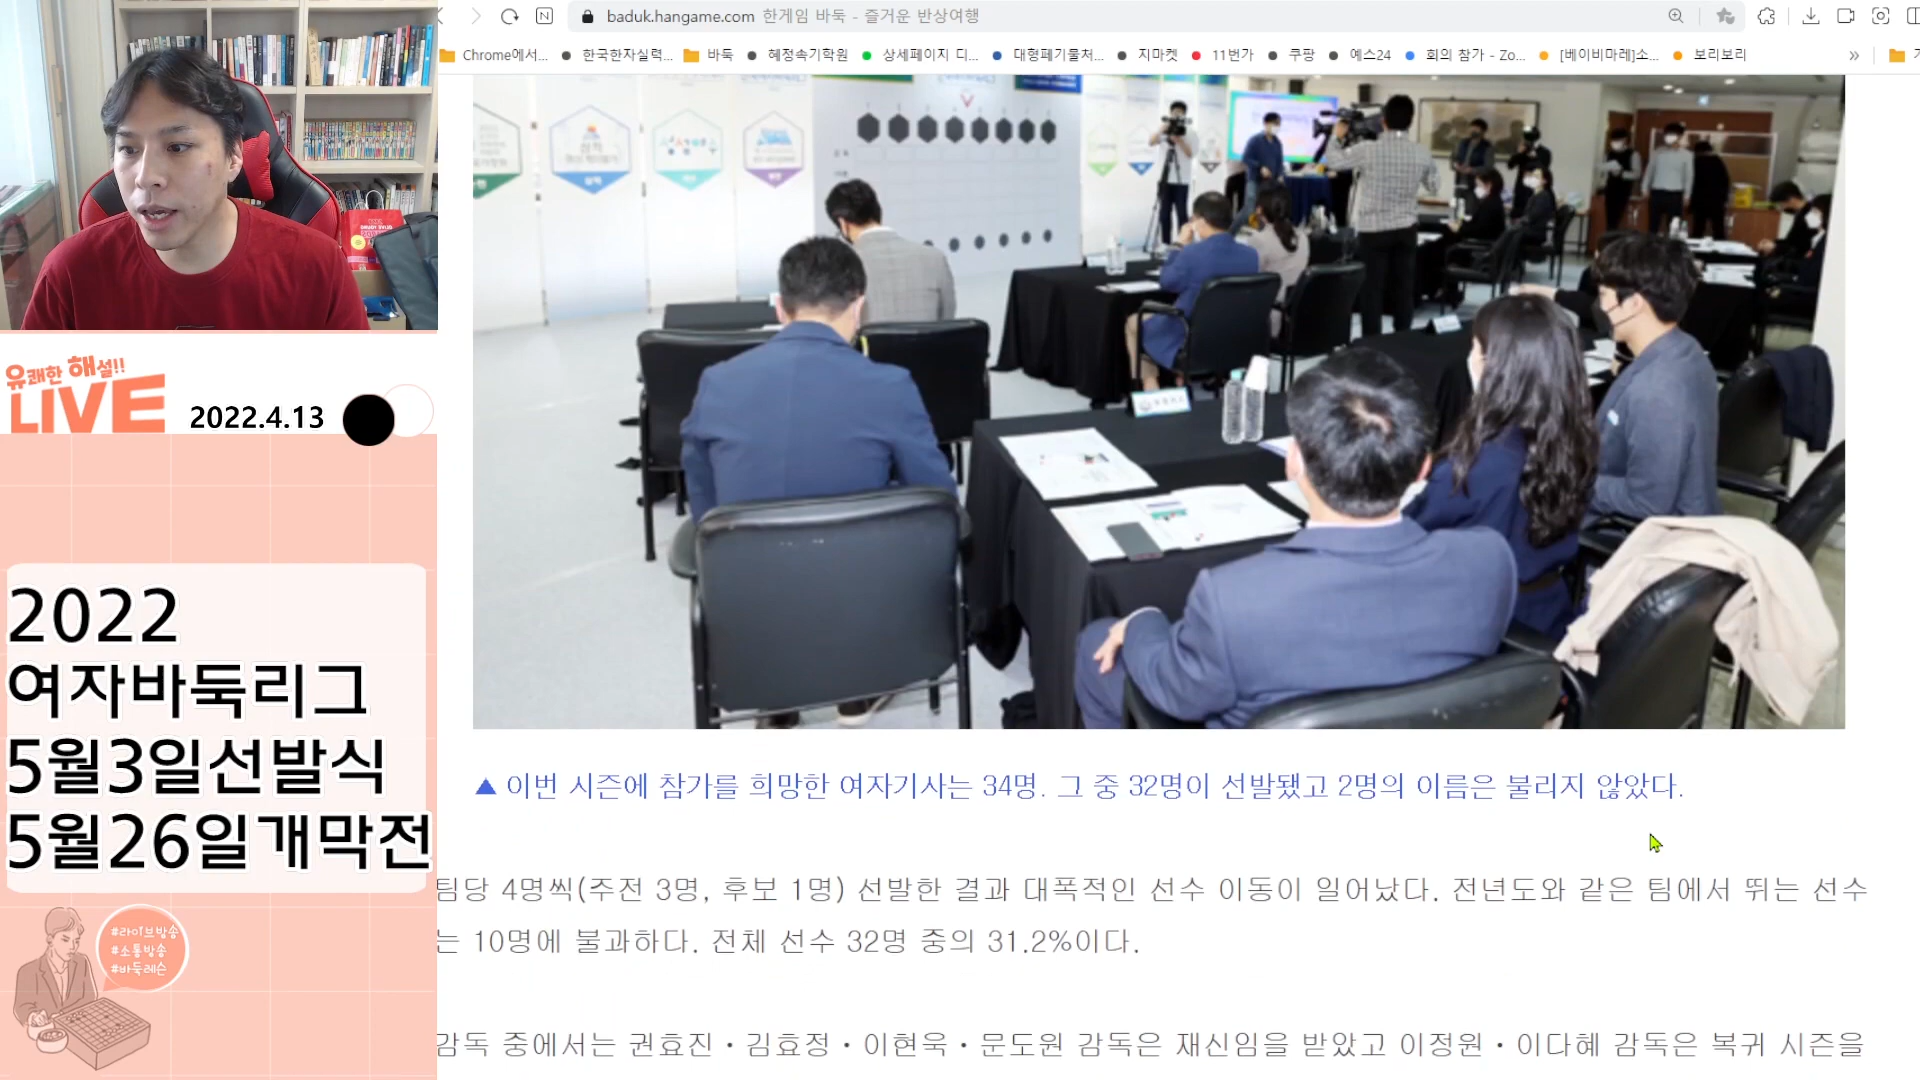 baduk.hangame.com 한게임 바둑 - 즐거운 반상여행
Chrome에서... 한국한자실력... 바둑 혜정속기학원 상세페이지 디... 대형폐기물처... 지마켓 11번가 쿠팡 예스24 회의 참가 - Zo... [베이비마레]소... 보리보리
유쾌한 해설!!
LIVE
2022.4.13
2022
여자바둑리그
5월3일선발식
5월26일개막전
#라이브방송
#소통방송
#바둑레슨
▲ 이번 시즌에 참가를 희망한 여자기사는 34명. 그 중 32명이 선발됐고 2명의 이름은 불리지 않았다.
팀당 4명씩(주전 3명, 후보 1명) 선발한 결과 대폭적인 선수 이동이 일어났다. 전년도와 같은 팀에서 뛰는 선수
는 10명에 불과하다. 전체 선수 32명 중의 31.2%이다.
감독 중에서는 권효진·김효정·이현욱·문도원 감독은 재신임을 받았고 이정원·이다혜 감독은 복귀 시즌을